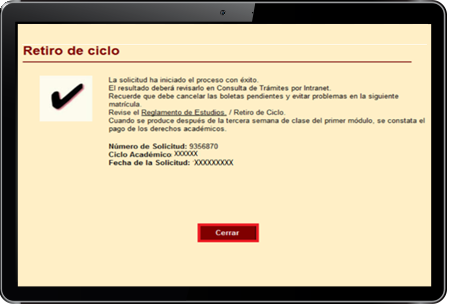 Retiro de ciclo
La solicitud ha iniciado el proceso con éxito.
El resultado deberá revisarlo en Consulta de Trámites por Intranet.
Recuerde que debe cancelar las boletas pendientes y evitar problemas en la siguiente
matrícula.
Revise el Reglamento de Estudios, / Retiro de Ciclo.
Cuando se produce después de la tercera semana de clase del primer módulo, se constata el
pago de los derechos académicos.
Número de Solicitud: 9356870
Ciclo Académico XXXXXX
Fecha de la Solicitud: XXXXXXXXX
Cerrar